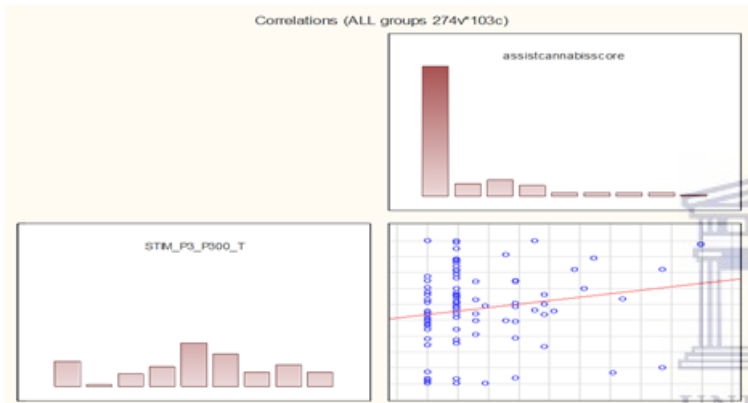 Correlations (ALL groups 274v*103c)
assistcannabisscore
STIM_P3_P300_T